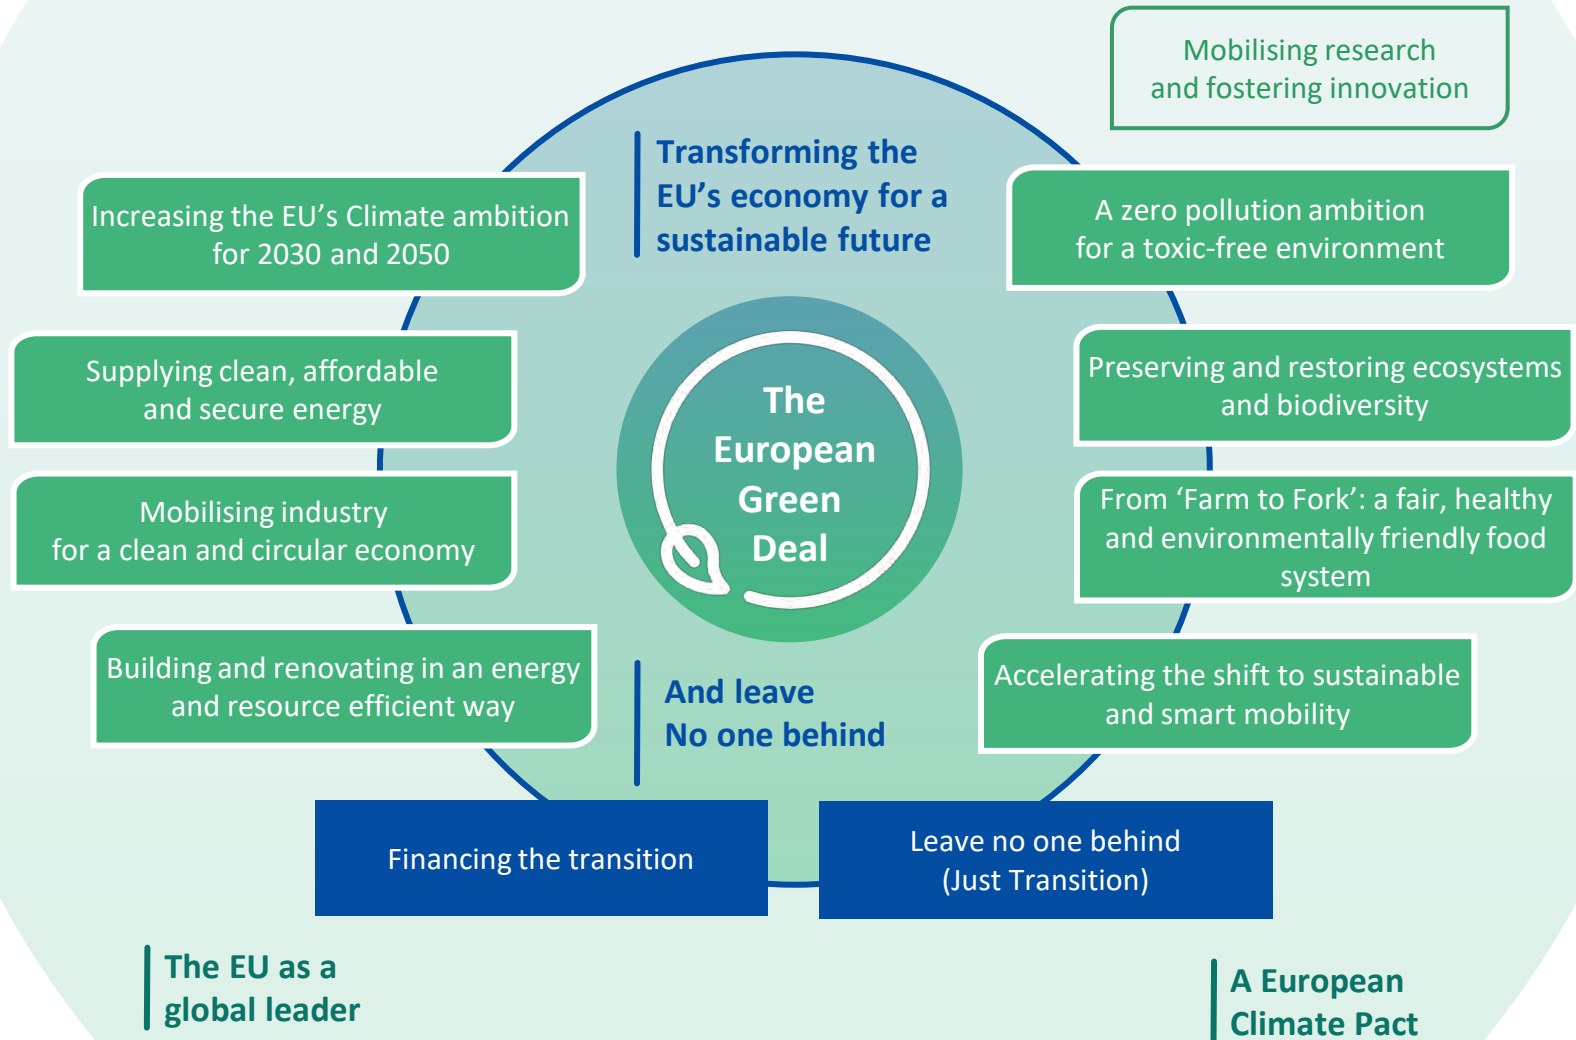 Mobilising research
and fostering innovation
Transforming the
EU’s economy for a
sustainable future
Increasing the EU’s Climate ambition
for 2030 and 2050
A zero pollution ambition
for a toxic-free environment
Supplying clean, affordable
and secure energy
Preserving and restoring ecosystems
and biodiversity
The
European
Green
Deal
Mobilising industry
for a clean and circular economy
From ‘Farm to Fork’: a fair, healthy
and environmentally friendly food
system
Building and renovating in an energy
and resource efficient way
And leave
No one behind
Accelerating the shift to sustainable
and smart mobility
Financing the transition
Leave no one behind
(Just Transition)
The EU as a
global leader
A European
Climate Pact